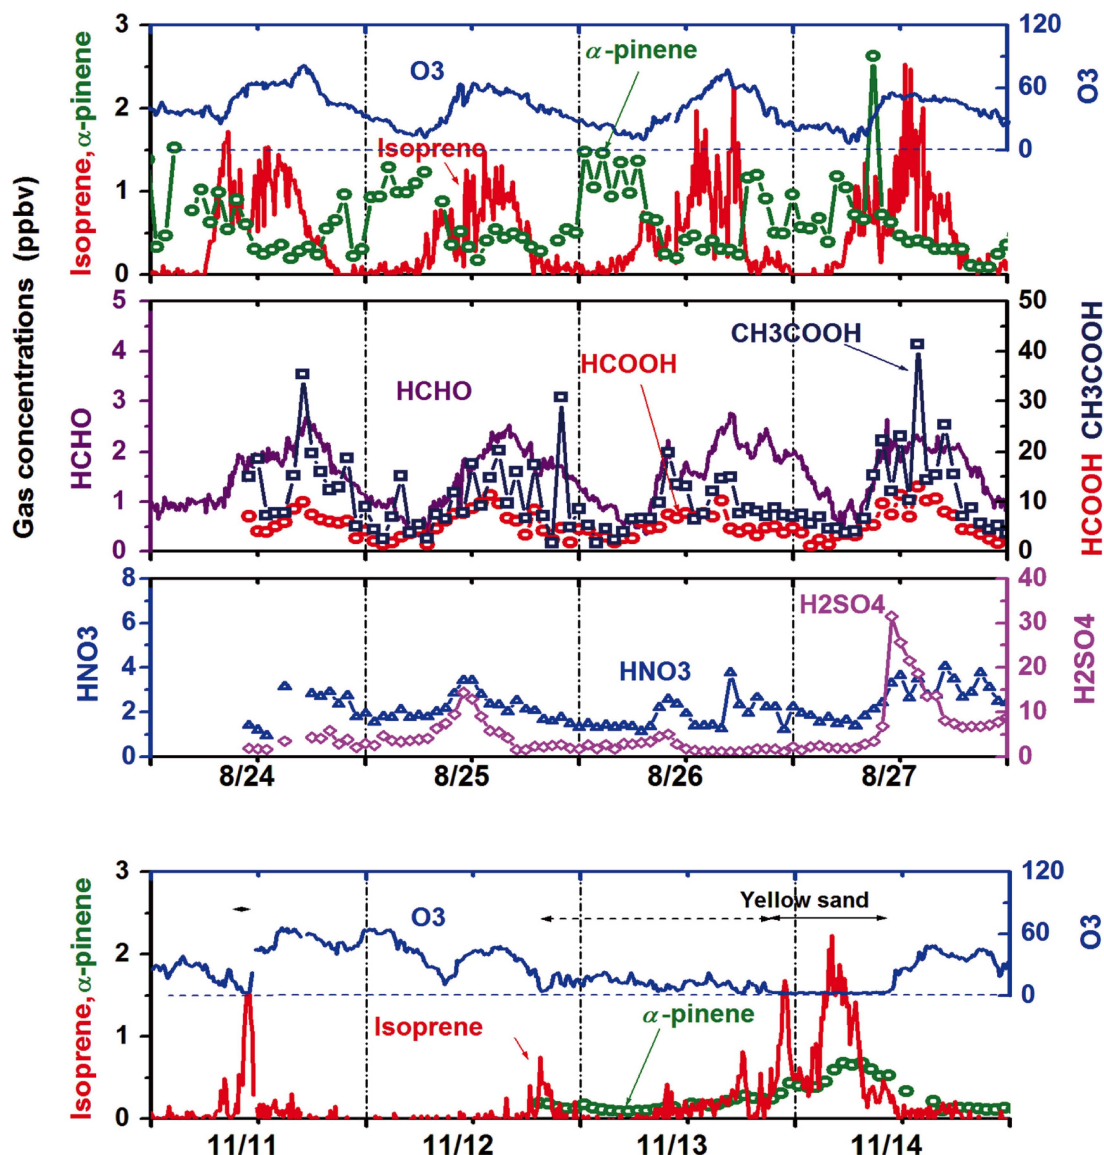 Gas concentrations (ppbv)
Isoprene, α-pinene
3
2
1
0
O3
α-pinene
Isoprene
120
60
0
O3
HCHO
5
4
3
2
1
0
HCHO
HCOOH
CH3COOH
50
40
30
20
10
0
HCOOH CH3COOH
HNO3
8
6
4
2
0
HNO3
H2SO4
40
30
20
10
0
H2SO4
8/24 8/25 8/26 8/27
Isoprene, α-pinene
3
2
1
0
O3
Yellow sand
Isoprene
α-pinene
120
60
0
O3
11/11 11/12 11/13 11/14